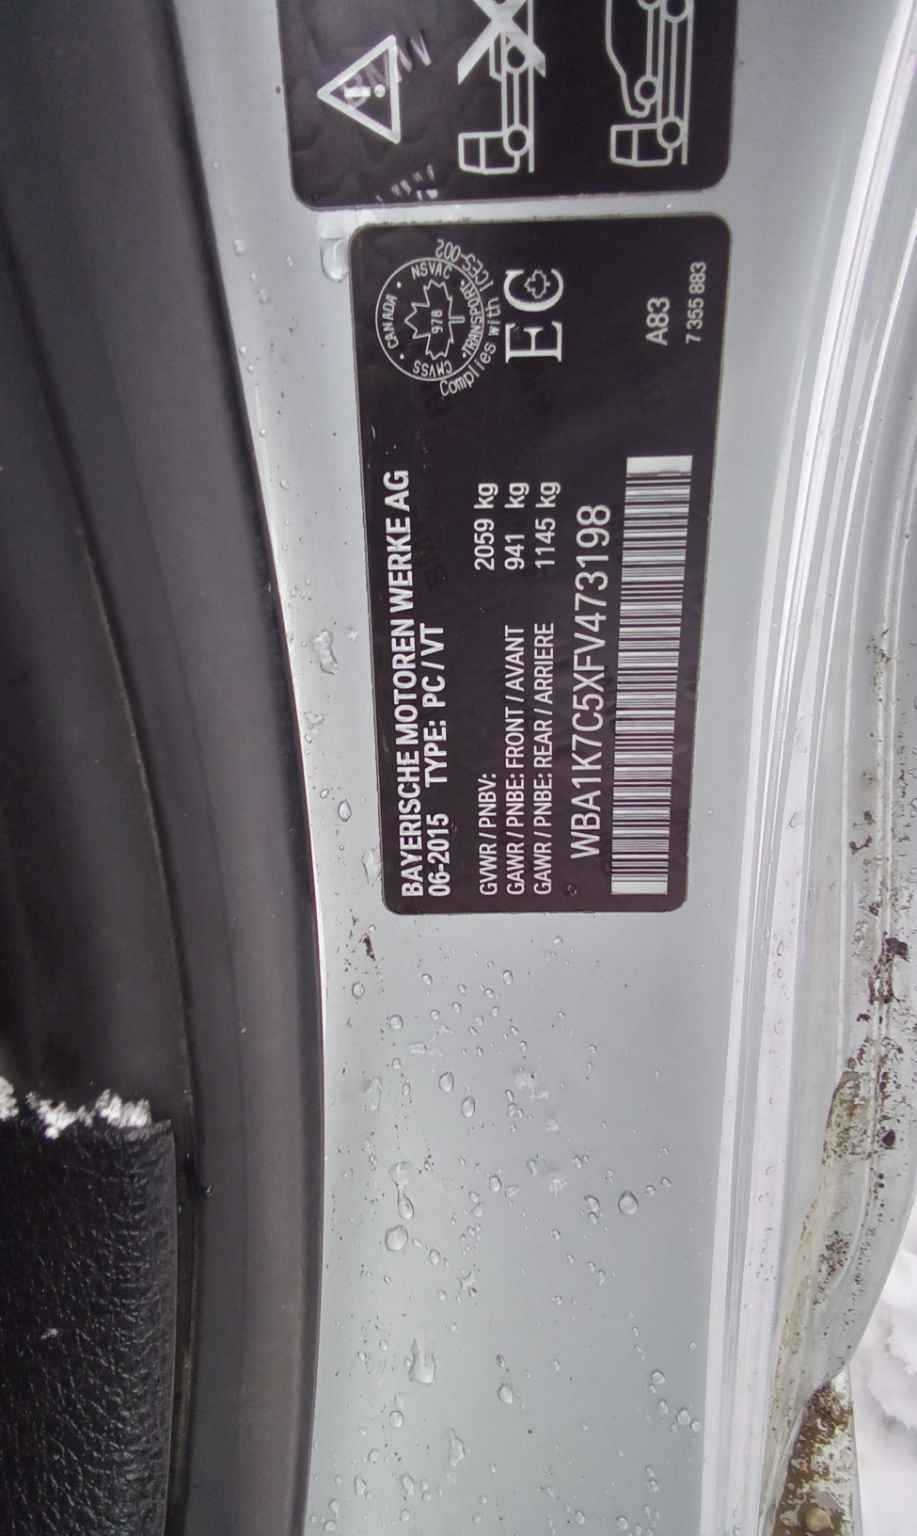 BMW
BAYERISCHE MOTOREN WERKE AG
06-2015 TYPE: PC/VT
GVWR/PNBV: 2059 kg
GAWR/PNBE: FRONT/AVANT 941 kg
GAWR/PNBE: REAR/ARRIERE 1145 kg
WBA1K7C5XFV473198
CANADA · NSVAC · TRANSPORT · CMVSS
978
Complies with ICES-002
EC
A83
7 355 883